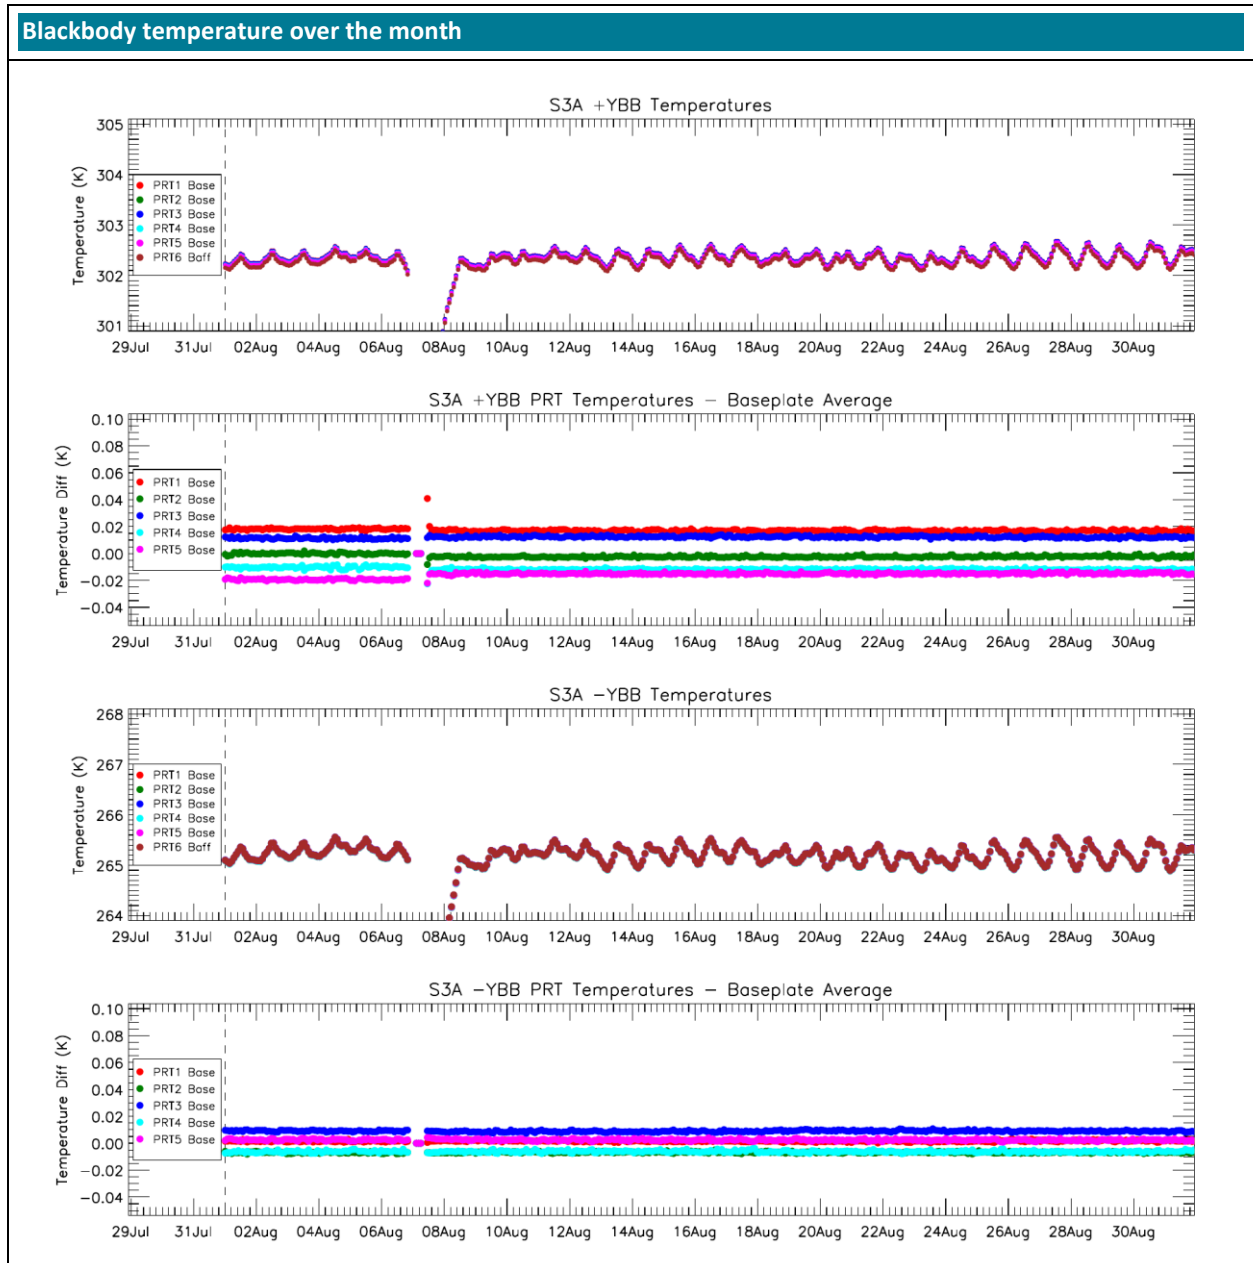 Blackbody temperature over the month
S3A +YBB Temperatures
Temperature (K)
305
304
303
302
301
PRT1 Base
PRT2 Base
PRT3 Base
PRT4 Base
PRT5 Base
PRT6 Baff
29Jul 31Jul 02Aug 04Aug 06Aug 08Aug 10Aug 12Aug 14Aug 16Aug 18Aug 20Aug 22Aug 24Aug 26Aug 28Aug 30Aug
S3A +YBB PRT Temperatures − Baseplate Average
Temperature Diff (K)
0.10
0.08
0.06
0.04
0.02
0.00
−0.02
−0.04
PRT1 Base
PRT2 Base
PRT3 Base
PRT4 Base
PRT5 Base
29Jul 31Jul 02Aug 04Aug 06Aug 08Aug 10Aug 12Aug 14Aug 16Aug 18Aug 20Aug 22Aug 24Aug 26Aug 28Aug 30Aug
S3A −YBB Temperatures
Temperature (K)
268
267
266
265
264
PRT1 Base
PRT2 Base
PRT3 Base
PRT4 Base
PRT5 Base
PRT6 Baff
29Jul 31Jul 02Aug 04Aug 06Aug 08Aug 10Aug 12Aug 14Aug 16Aug 18Aug 20Aug 22Aug 24Aug 26Aug 28Aug 30Aug
S3A −YBB PRT Temperatures − Baseplate Average
Temperature Diff (K)
0.10
0.08
0.06
0.04
0.02
0.00
−0.02
−0.04
PRT1 Base
PRT2 Base
PRT3 Base
PRT4 Base
PRT5 Base
29Jul 31Jul 02Aug 04Aug 06Aug 08Aug 10Aug 12Aug 14Aug 16Aug 18Aug 20Aug 22Aug 24Aug 26Aug 28Aug 30Aug